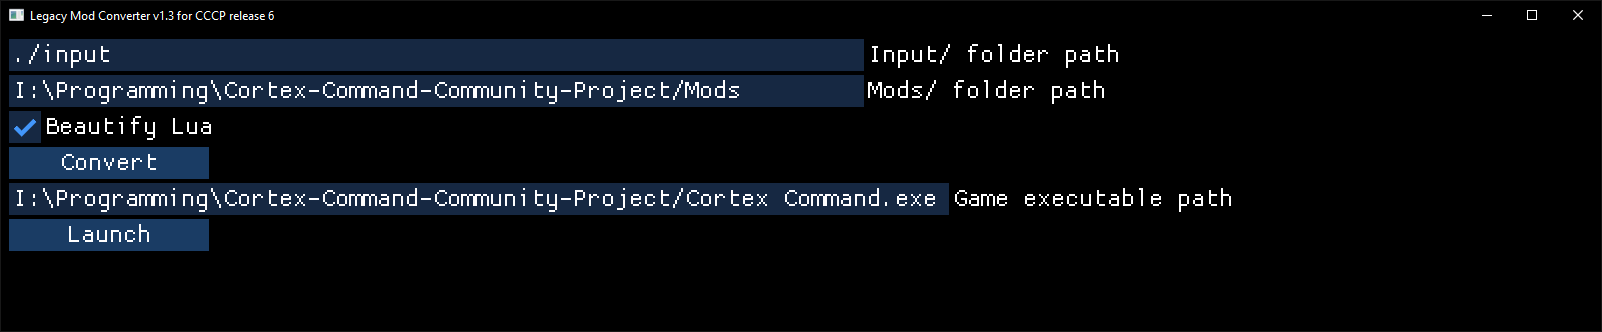 Legacy Mod Converter v1.3 for CCCP release 6
./input Input/ folder path
I:\Programming\Cortex-Command-Community-Project/Mods Mods/ folder path
Beautify Lua
Convert
I:\Programming\Cortex-Command-Community-Project/Cortex Command.exe Game executable path
Launch